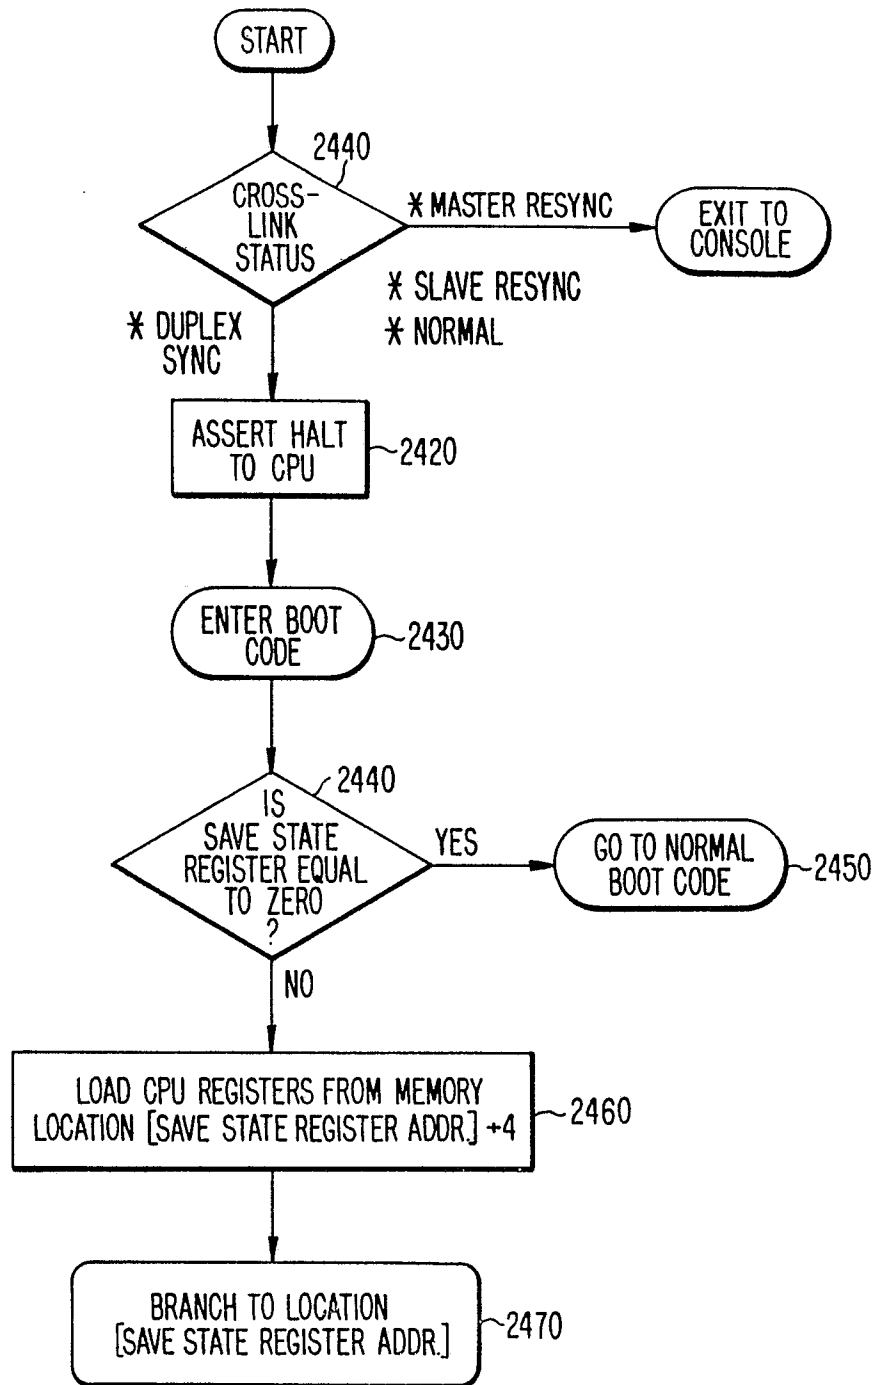 START
2440
CROSS-
LINK
STATUS
* MASTER RESYNC
EXIT TO
CONSOLE
* SLAVE RESYNC
* NORMAL
* DUPLEX
SYNC
ASSERT HALT
TO CPU
2420
ENTER BOOT
CODE
2430
2440
IS
SAVE STATE
REGISTER EQUAL
TO ZERO
?
YES
GO TO NORMAL
BOOT CODE
2450
NO
LOAD CPU REGISTERS FROM MEMORY
LOCATION [SAVE STATE REGISTER ADDR.] +4
2460
BRANCH TO LOCATION
[SAVE STATE REGISTER ADDR.]
2470